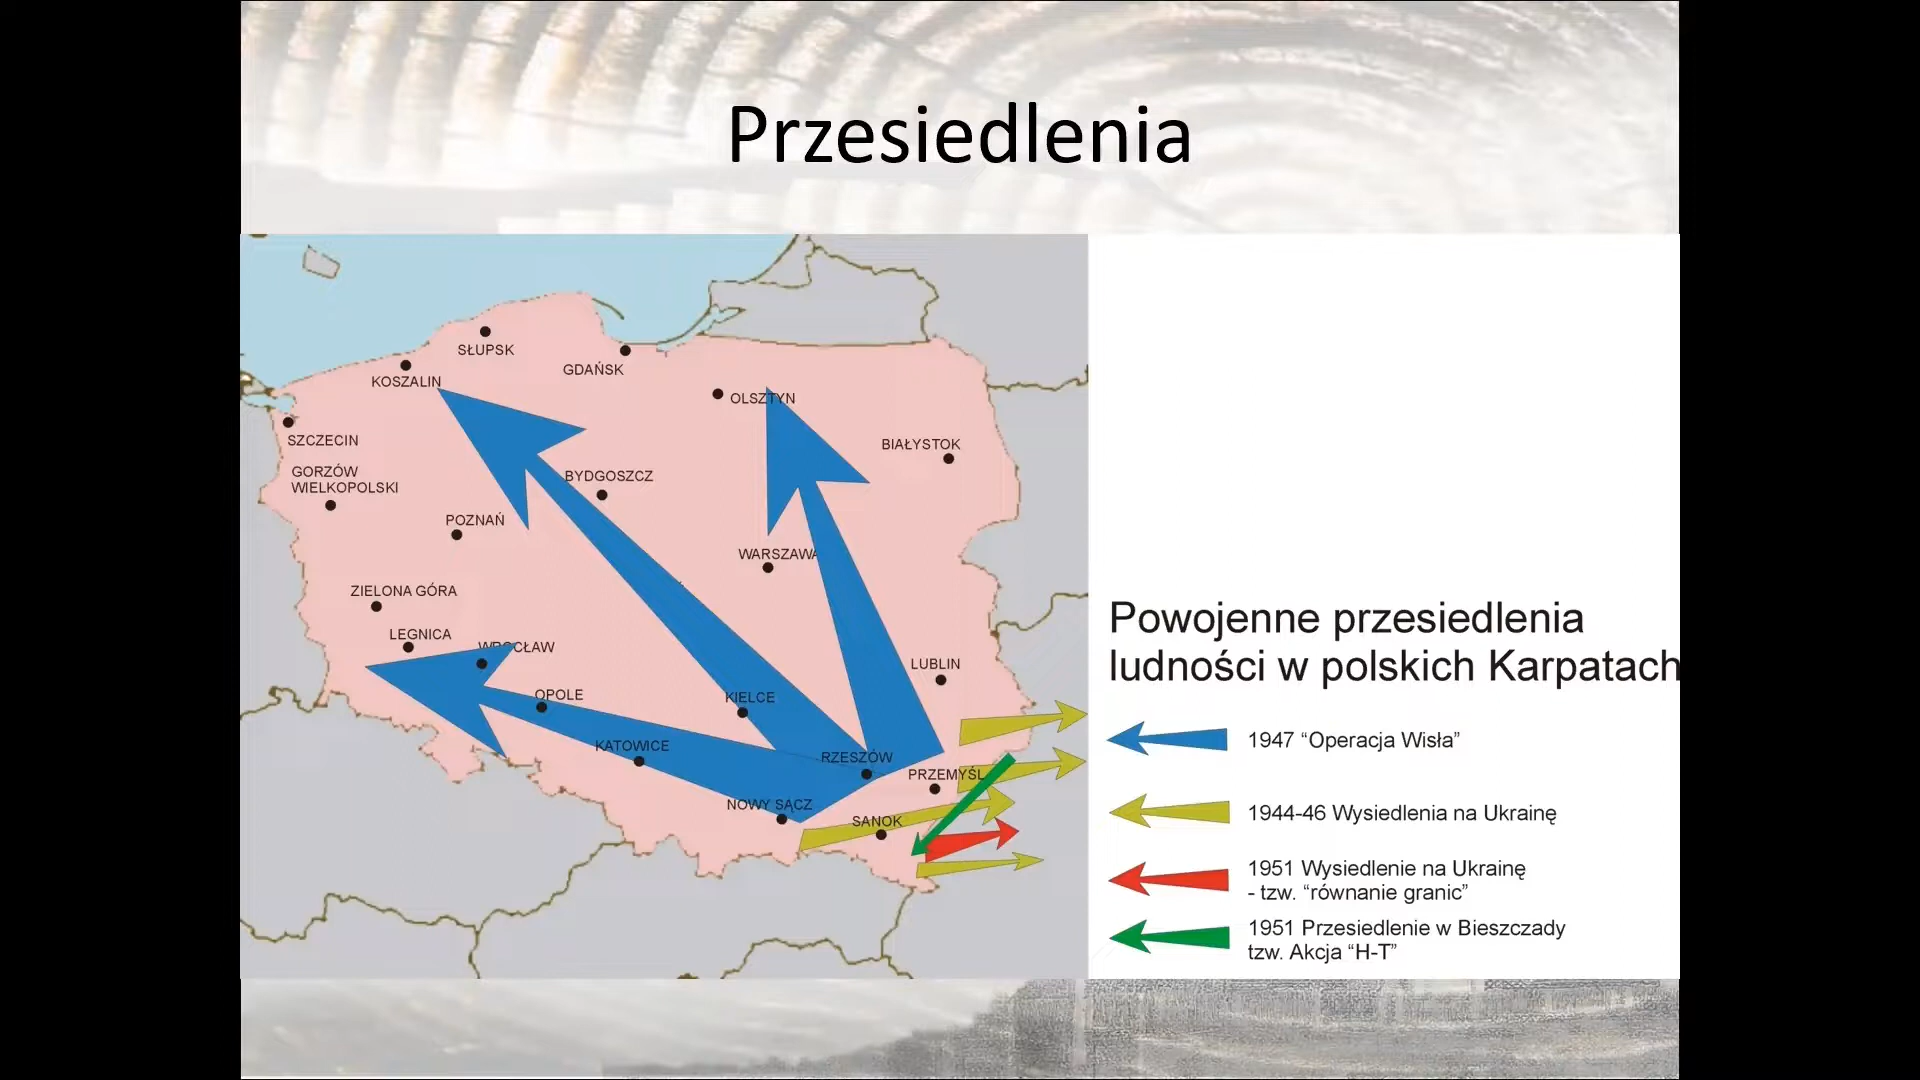 Przesiedlenia
SŁUPSK
GDAŃSK
KOSZALIN
OLSZTYN
SZCZECIN
BIAŁYSTOK
GORZÓW
WIELKOPOLSKI
BYDGOSZCZ
POZNAŃ
WARSZAWA
ZIELONA GÓRA
LEGNICA
WROCŁAW
LUBLIN
OPOLE
KIELCE
KATOWICE
RZESZÓW
PRZEMYŚL
NOWY SĄCZ
SANOK
Powojenne przesiedlenia
ludności w polskich Karpatach
1947 “Operacja Wisła”
1944-46 Wysiedlenia na Ukrainę
1951 Wysiedlenie na Ukrainę
- tzw. “równanie granic”
1951 Przesiedlenie w Bieszczady
tzw. Akcja “H-T”